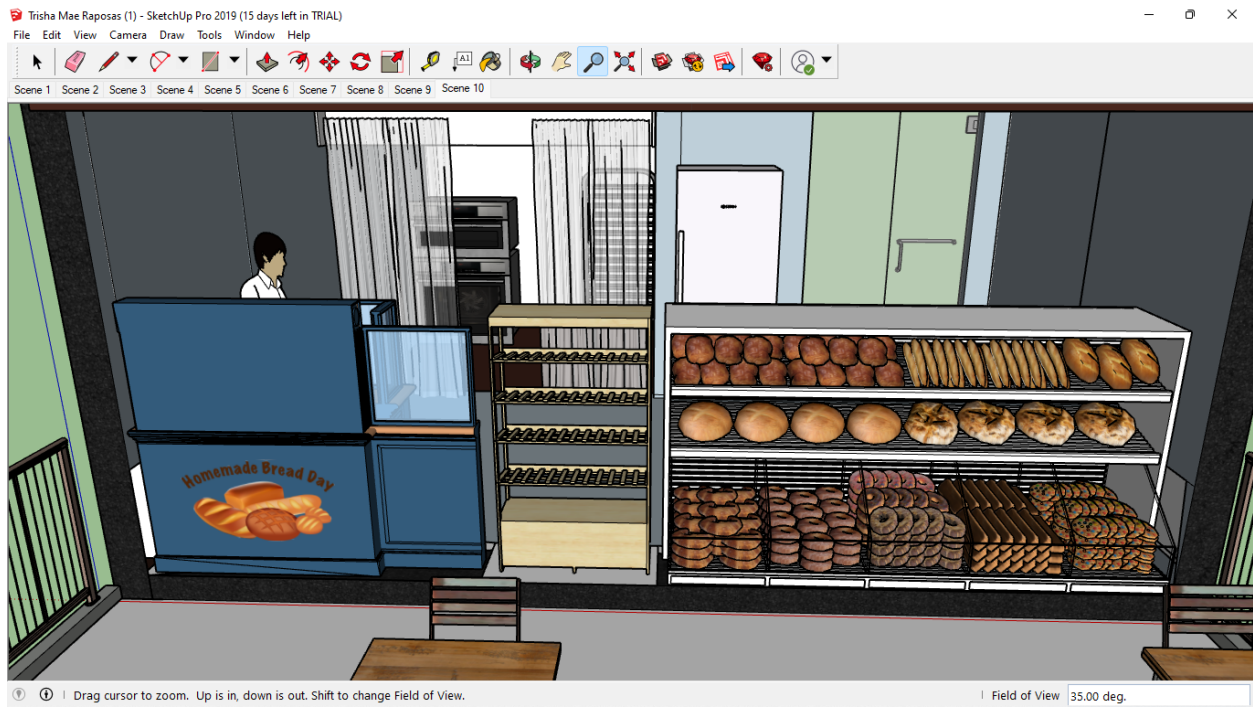 Trisha Mae Raposas (1) - SketchUp Pro 2019 (15 days left in TRIAL)
File Edit View Camera Draw Tools Window Help
A1
Scene 1 Scene 2 Scene 3 Scene 4 Scene 5 Scene 6 Scene 7 Scene 8 Scene 9 Scene 10
Homemade Bread Day
Drag cursor to zoom. Up is in, down is out. Shift to change Field of View.
Field of View 35.00 deg.